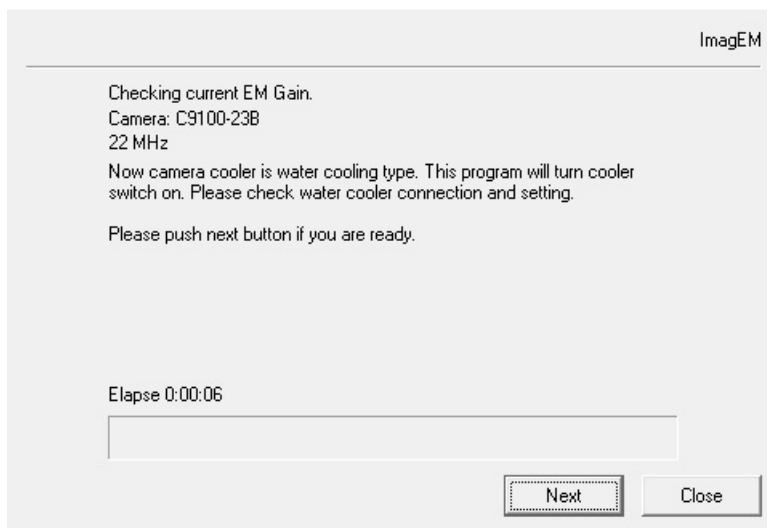 ImagEM
Checking current EM Gain.
Camera: C9100-23B
22 MHz
Now camera cooler is water cooling type. This program will turn cooler
switch on. Please check water cooler connection and setting.
Please push next button if you are ready.
Elapse 0:00:06
Next
Close